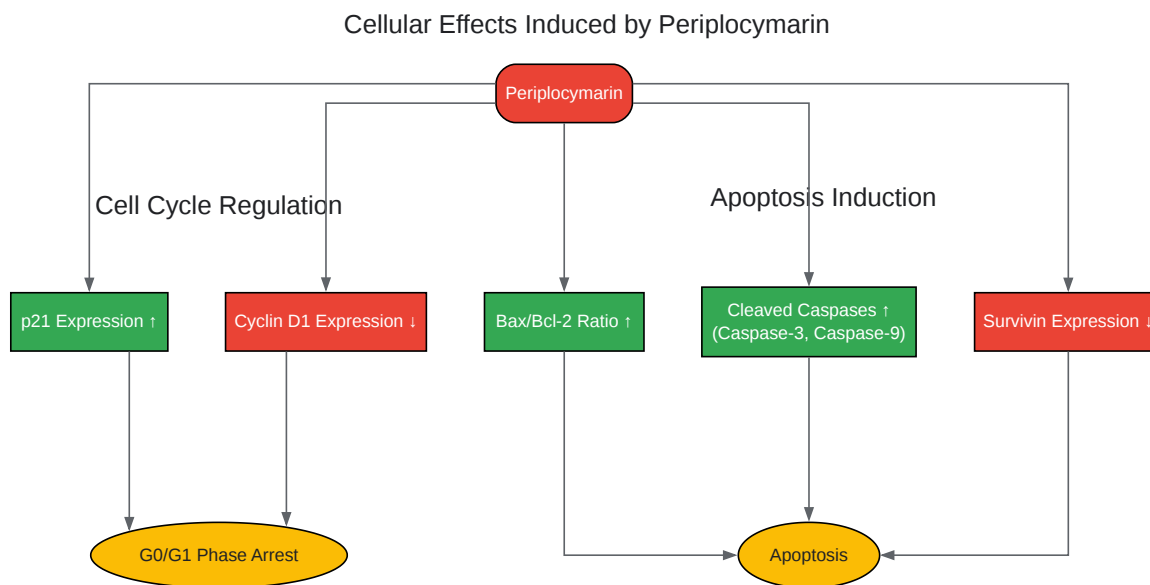 Cellular Effects Induced by Periplocymarin
Periplocymarin
Cell Cycle Regulation
Apoptosis Induction
p21 Expression ↑
Cyclin D1 Expression ↓
Bax/Bcl-2 Ratio ↑
Cleaved Caspases ↑
(Caspase-3, Caspase-9)
Survivin Expression ↓
G0/G1 Phase Arrest
Apoptosis